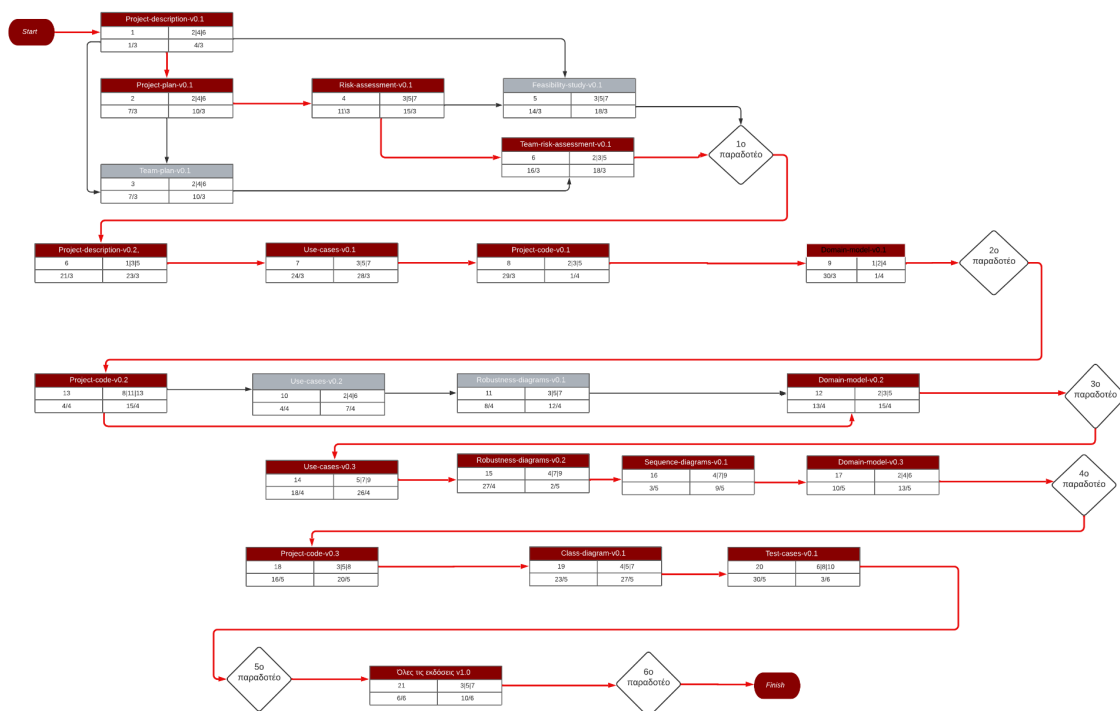 Start
Project-description-v0.1
1 2|4|6
1/3 4/3
Project-plan-v0.1
2 2|4|6
7/3 10/3
Risk-assessment-v0.1
4 3|5|7
11\3 15/3
Feasibility-study-v0.1
5 3|5|7
14/3 18/3
Team-plan-v0.1
3 2|4|6
7/3 10/3
Team-risk-assessment-v0.1
6 2|3|5
16/3 18/3
1ο
παραδοτέο
Project-description-v0.2,
6 1|3|5
21/3 23/3
Use-cases-v0.1
7 3|5|7
24/3 28/3
Project-code-v0.1
8 2|3|5
29/3 1/4
Domain-model-v0.1
9 1|2|4
30/3 1/4
2ο
παραδοτέο
Project-code-v0.2
13 8|11|13
4/4 15/4
Use-cases-v0.2
10 2|4|6
4/4 7/4
Robustness-diagrams-v0.1
11 3|5|7
8/4 12/4
Domain-model-v0.2
12 2|3|5
13/4 15/4
3ο
παραδοτέο
Use-cases-v0.3
14 5|7|9
18/4 26/4
Robustness-diagrams-v0.2
15 4|7|9
27/4 2/5
Sequence-diagrams-v0.1
16 4|7|9
3/5 9/5
Domain-model-v0.3
17 2|4|6
10/5 13/5
4ο
παραδοτέο
Project-code-v0.3
18 3|5|8
16/5 20/5
Class-diagram-v0.1
19 4|5|7
23/5 27/5
Test-cases-v0.1
20 6|8|10
30/5 3/6
5ο
παραδοτέο
Όλες τις εκδόσεις v1.0
21 3|5|7
6/6 10/6
6ο
παραδοτέο
Finish